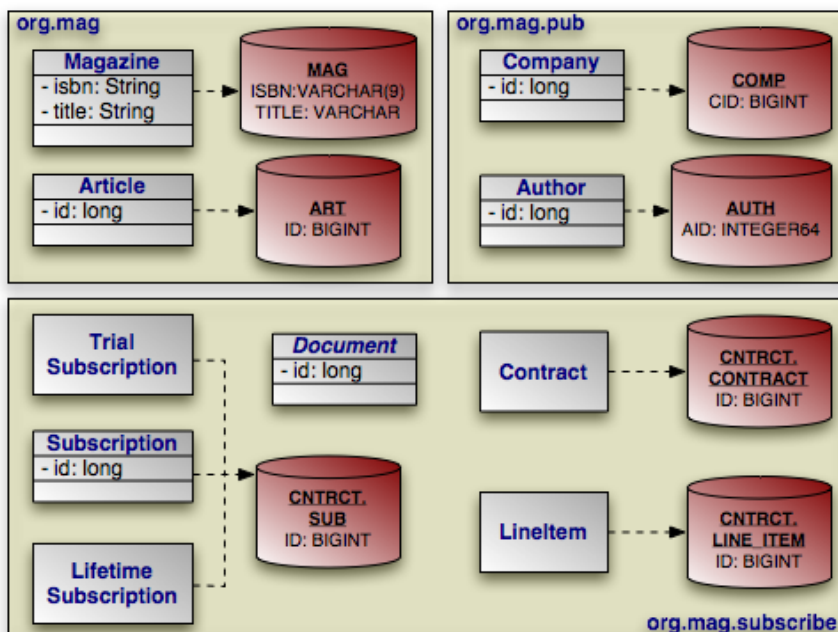 org.mag
Magazine
- isbn: String
- title: String
MAG
ISBN:VARCHAR(9)
TITLE: VARCHAR
Article
- id: long
ART
ID: BIGINT
org.mag.pub
Company
- id: long
COMP
CID: BIGINT
Author
- id: long
AUTH
AID: INTEGER64
Trial
Subscription
Document
- id: long
Contract
CNTRCT.
CONTRACT
ID: BIGINT
Subscription
- id: long
CNTRCT.
SUB
ID: BIGINT
LineItem
CNTRCT.
LINE_ITEM
ID: BIGINT
Lifetime
Subscription
org.mag.subscribe